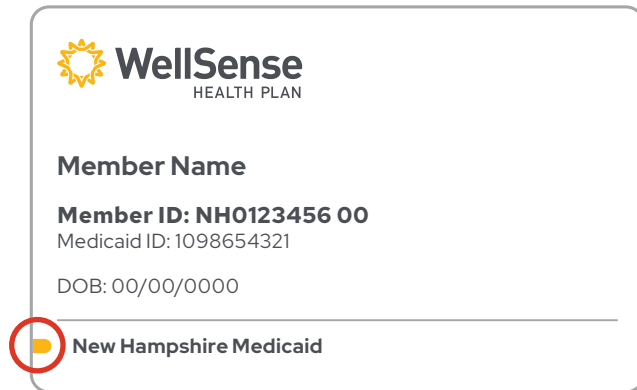 WellSense
HEALTH PLAN
Member Name
Member ID: NH0123456 00
Medicaid ID: 1098654321
DOB: 00/00/0000
New Hampshire Medicaid